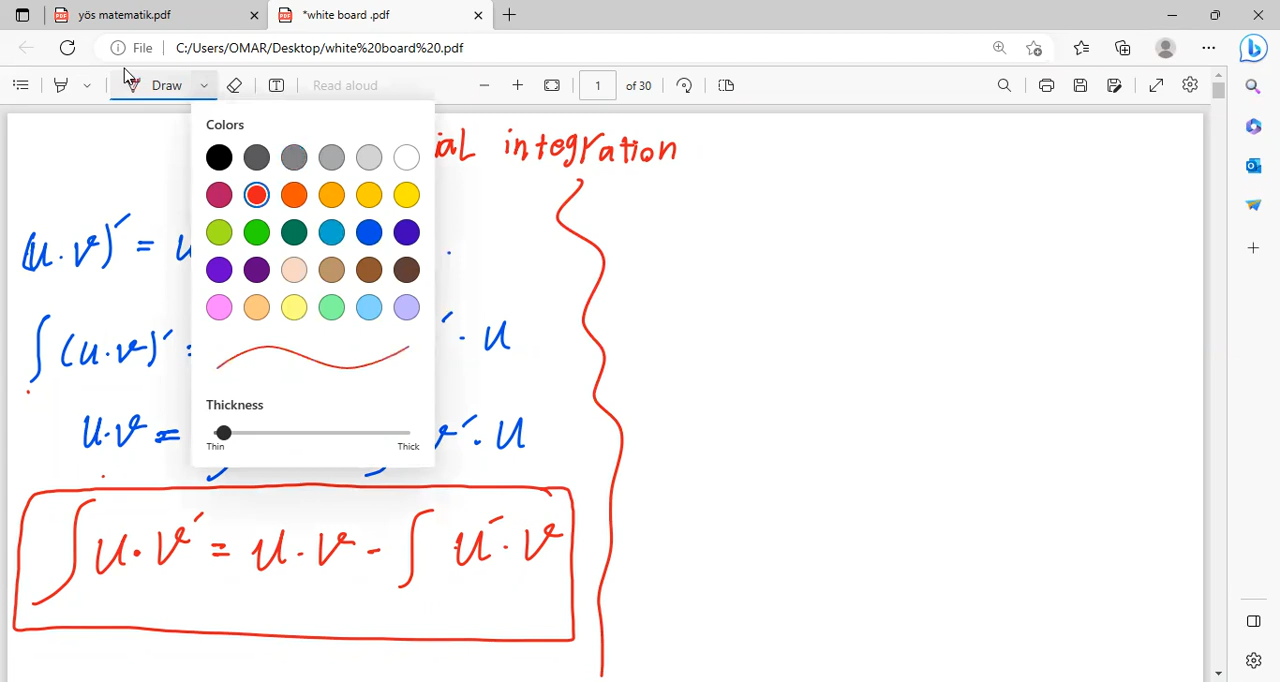 yös matematik.pdf
*white board .pdf
File C:/Users/OMAR/Desktop/white%20board%20.pdf
Draw Read aloud 1 of 30
Colors
Thickness
Thin Thick
ial integration
(u.v)′ = u .
∫ (u.v)′ = ′ . u
u.v = v′. u
∫ u.v′ = u.v - ∫ u′.v